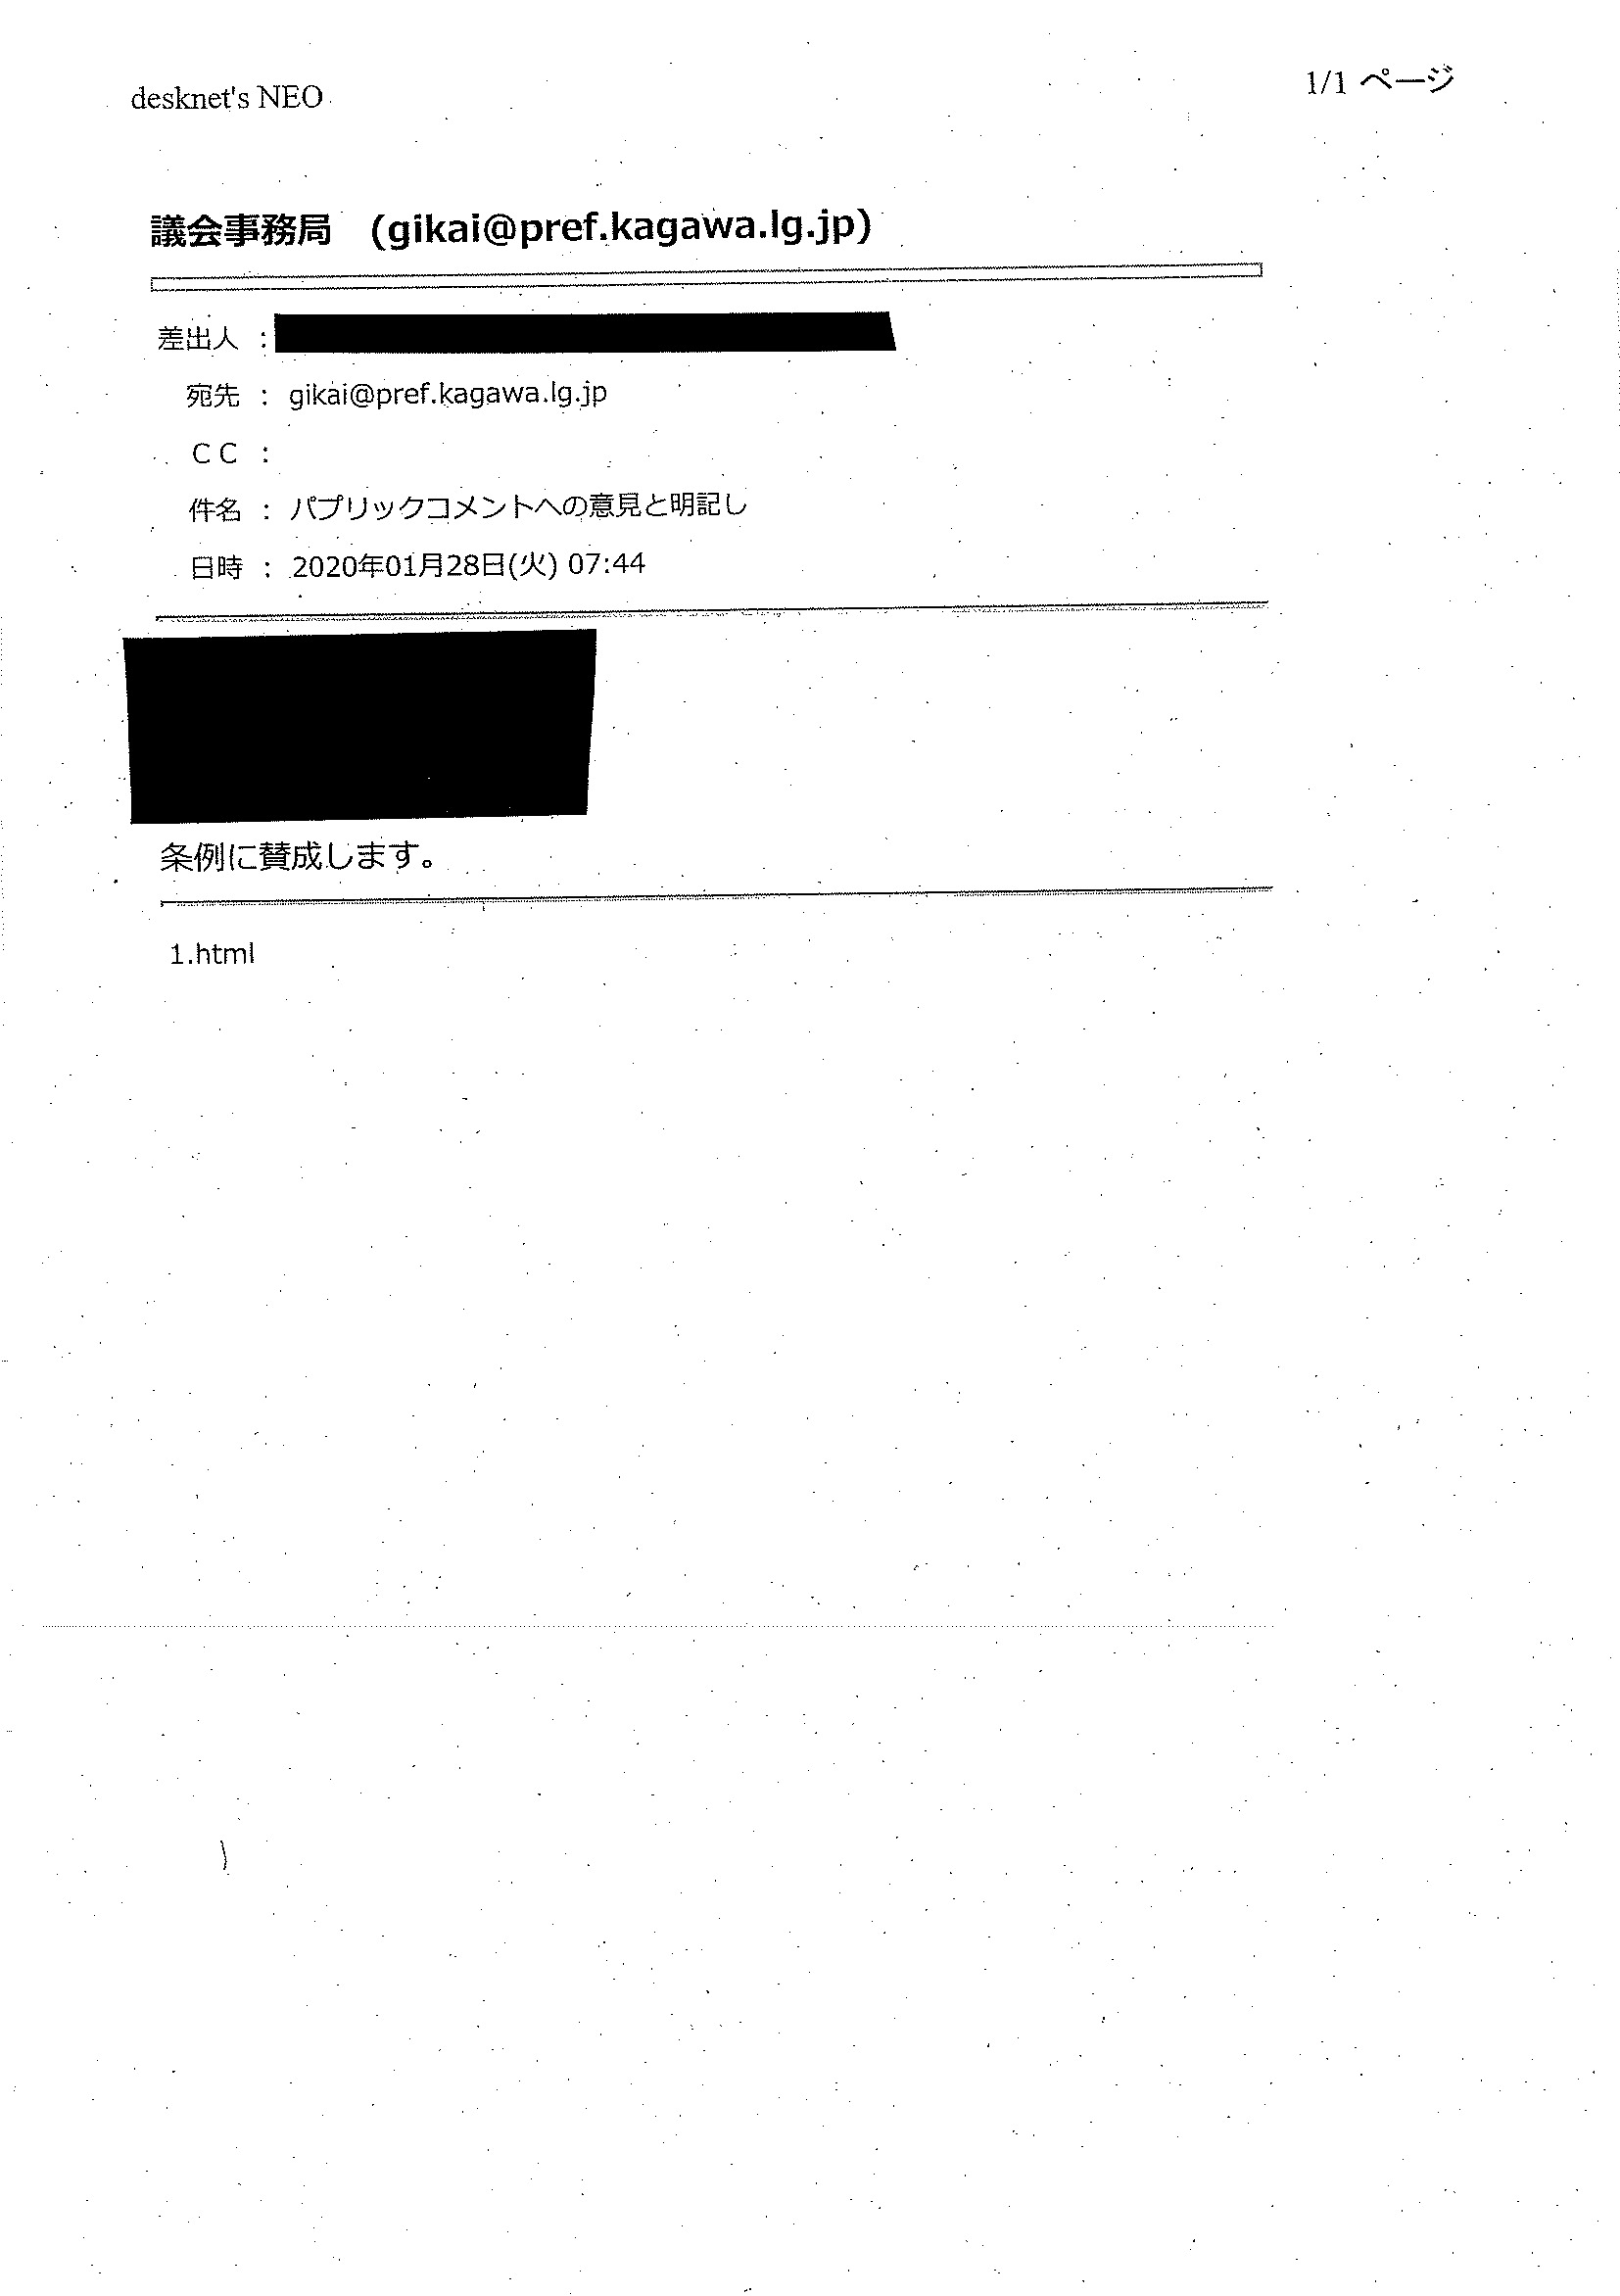 desknet's NEO
1/1 ページ
議会事務局 (gikai@pref.kagawa.lg.jp)
差出人 :
宛先 : gikai@pref.kagawa.lg.jp
CC :
件名 : パプリックコメントへの意見と明記し
日時 : 2020年01月28日(火) 07:44
条例に賛成します。
1.html